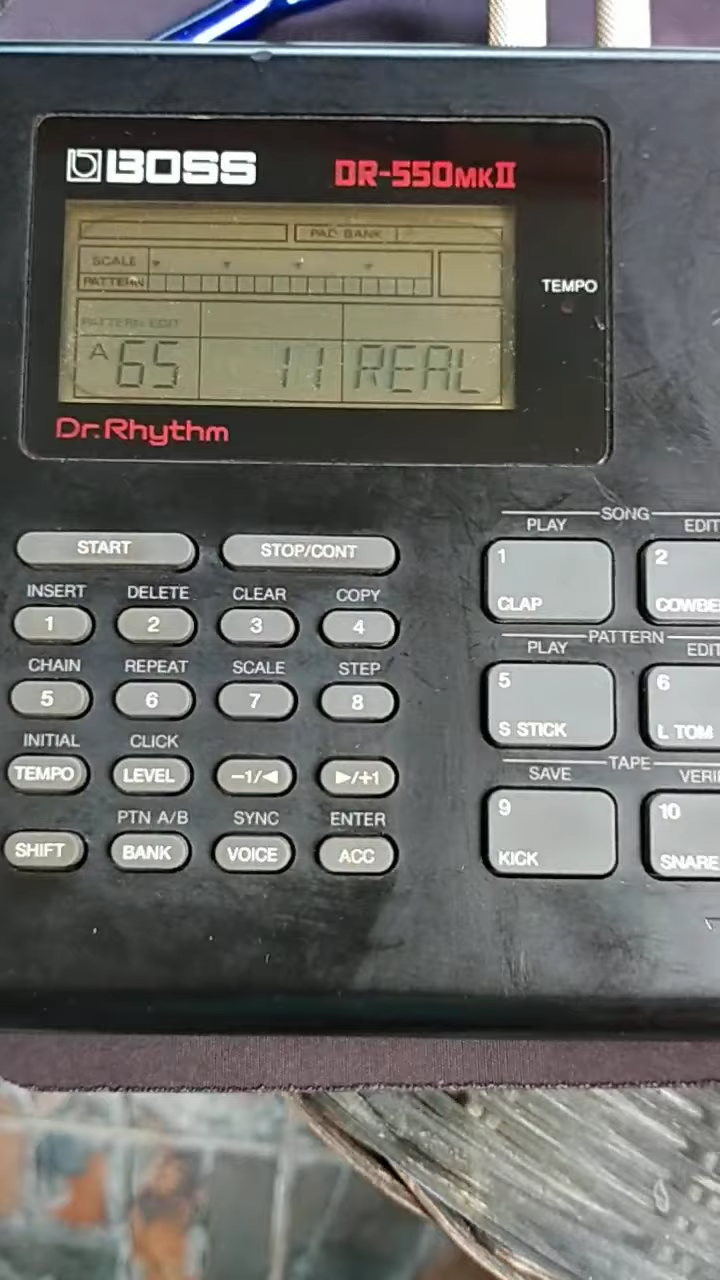 BOSS DR-550MKII
PAD BANK
SCALE
PATTERN
TEMPO
PATTERN EDIT
A 65 11 REAL
Dr.Rhythm
SONG
PLAY EDIT
START STOP/CONT
1 2
CLAP COWBE
INSERT DELETE CLEAR COPY
1 2 3 4
PATTERN
PLAY EDIT
CHAIN REPEAT SCALE STEP
5 6 7 8
5 6
S STICK L TOM
INITIAL CLICK
TEMPO LEVEL −1/◀ ▶/+1
TAPE
SAVE VERI
PTN A/B SYNC ENTER
SHIFT BANK VOICE ACC
9 10
KICK SNARE